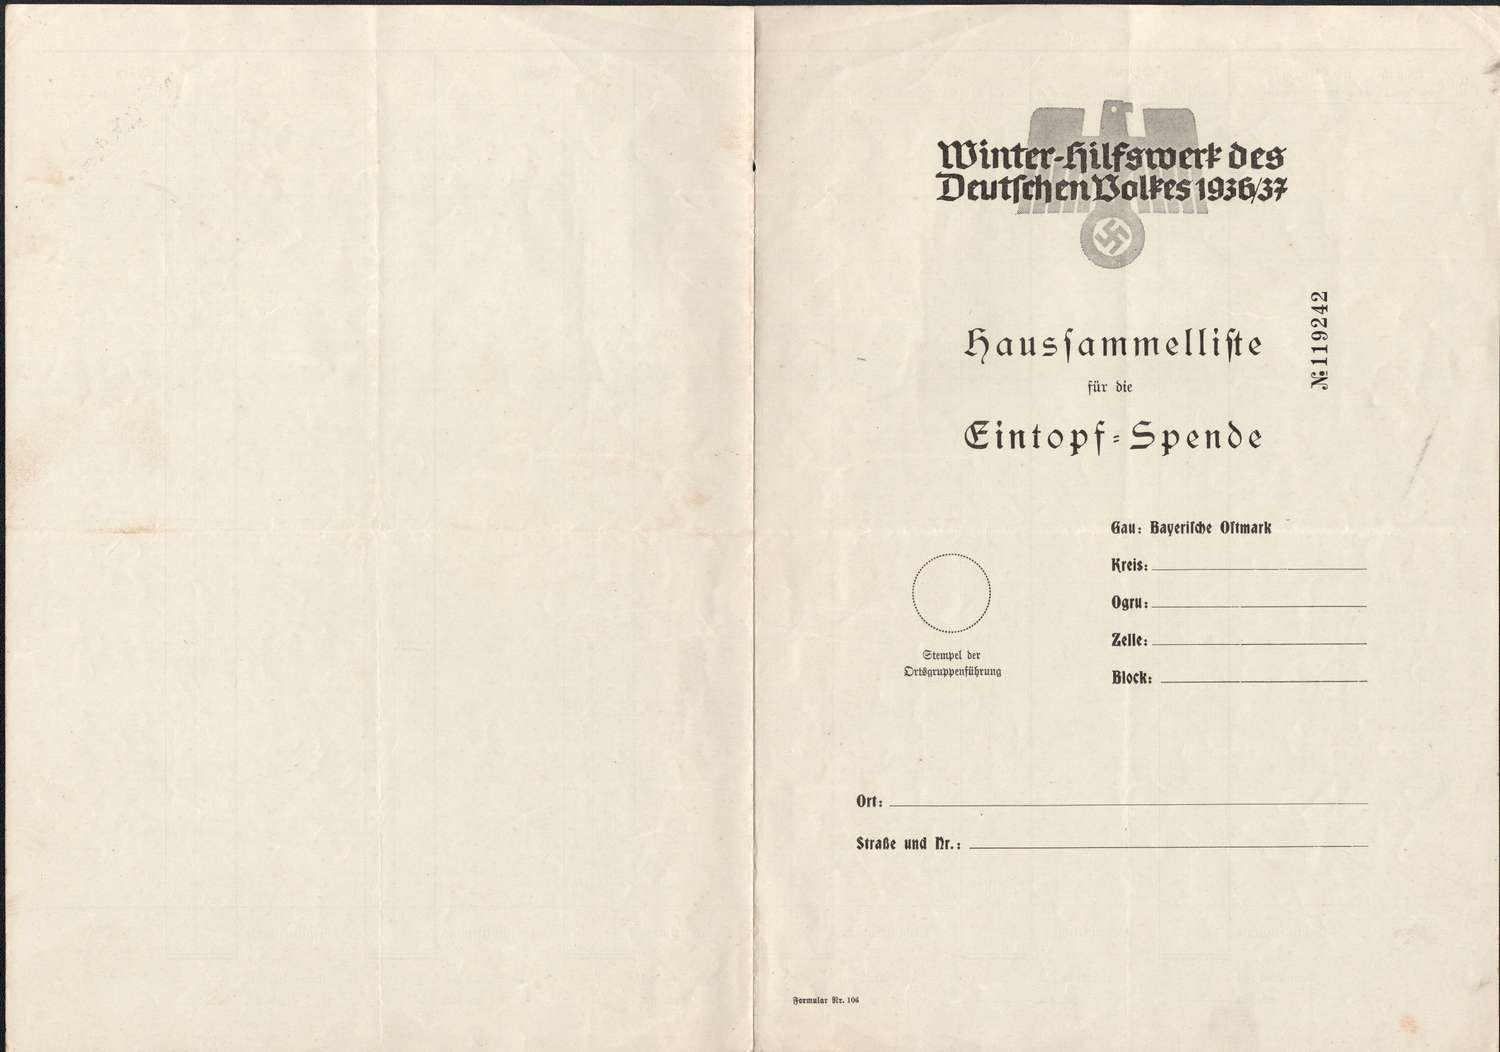 Winter-Hilfswerk des
Deutschen Volkes 1936/37
№ 119242
Haussammelliste
für die
Eintopf-Spende
Gau: Bayerische Ostmark
Kreis:
Ogru:
Zelle:
Block:
Stempel der
Ortsgruppenführung
Ort:
Straße und Nr.:
Formular Nr. 106